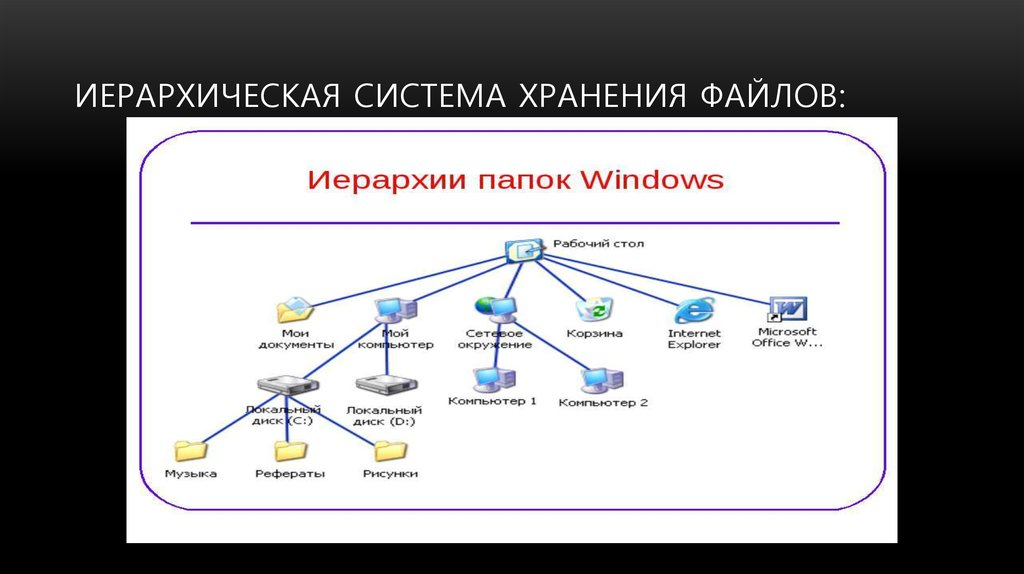 ИЕРАРХИЧЕСКАЯ СИСТЕМА ХРАНЕНИЯ ФАЙЛОВ:
Иерархии папок Windows
Рабочий стол
Мои
документы
Мой
компьютер
Сетевое
окружение
Корзина
Internet
Explorer
Microsoft
Office W...
Локальный
диск (C:)
Локальный
диск (D:)
Компьютер 1
Компьютер 2
Музыка
Рефераты
Рисунки